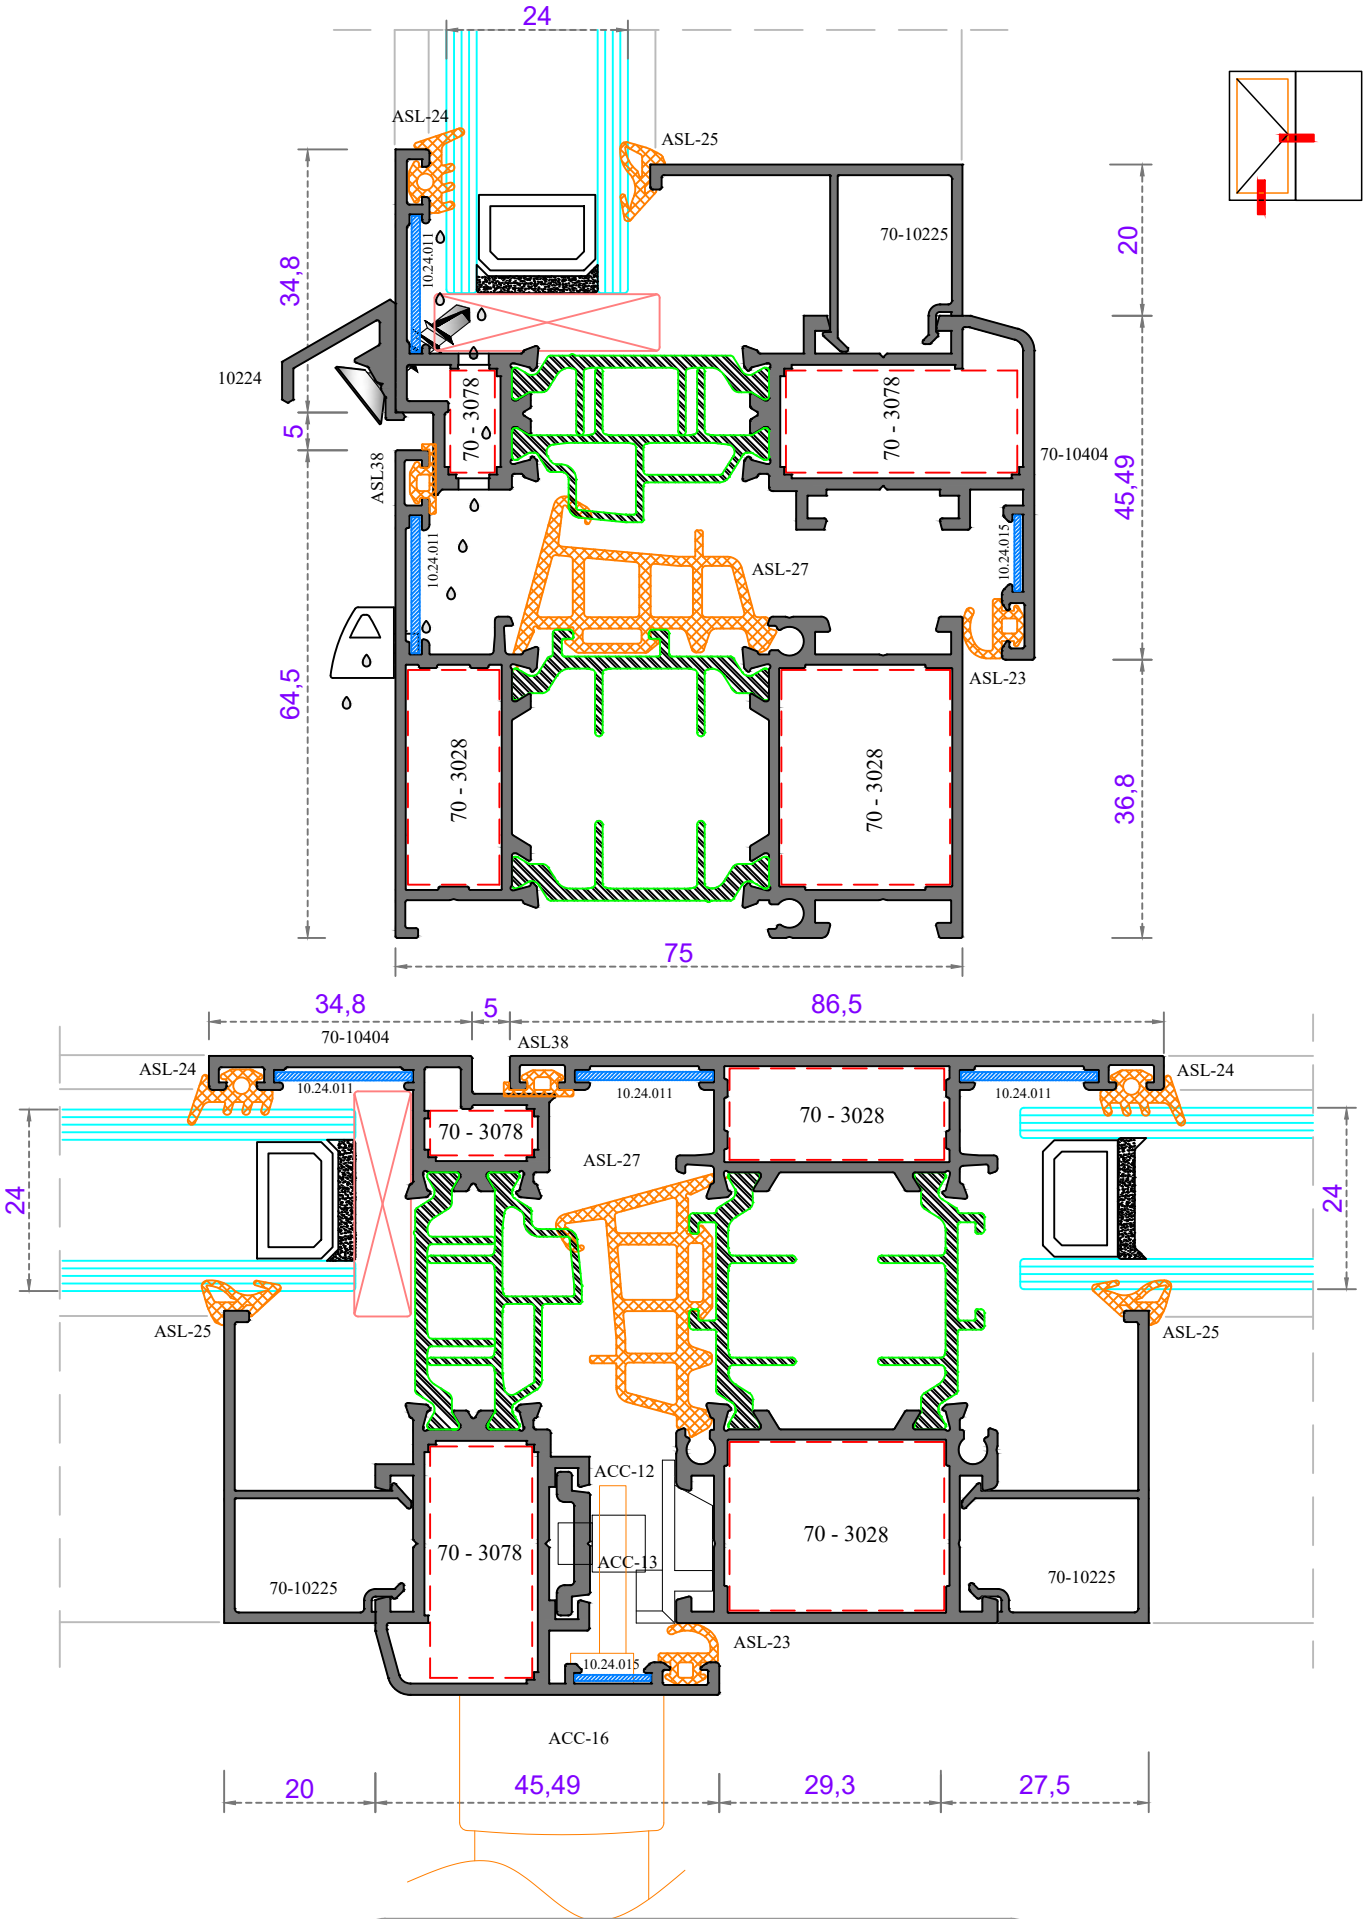 24
ASL-24
ASL-25
70-10225
10.24.011
34,8
20
10224
70 - 3078
70 - 3078
5
ASL38
70-10404
45,49
10.24.011
10.24.015
ASL-27
ASL-23
64,5
70 - 3028
70 - 3028
36,8
75
34,8
5
86,5
70-10404
ASL38
ASL-24
ASL-24
10.24.011
10.24.011
10.24.011
70 - 3078
70 - 3028
ASL-27
24
24
ASL-25
ASL-25
ACC-12
70 - 3078
ACC-13
70 - 3028
70-10225
70-10225
ASL-23
10.24.015
ACC-16
20
45,49
29,3
27,5